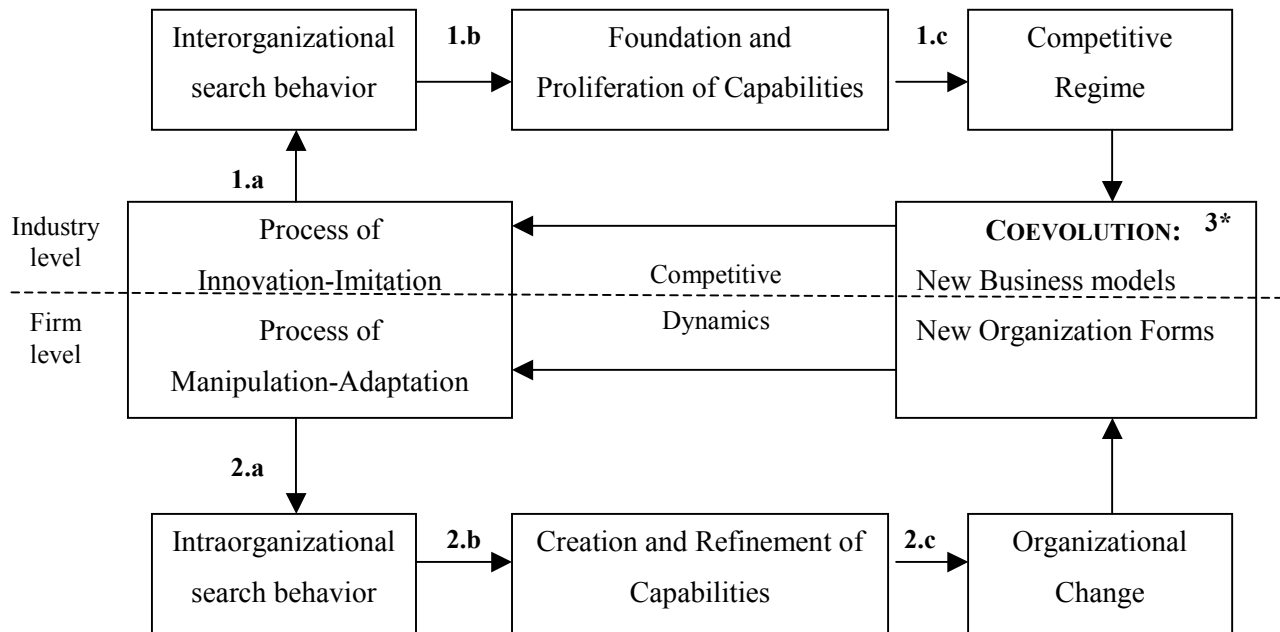 Interorganizational
search behavior
1.b
Foundation and
Proliferation of Capabilities
1.c
Competitive
Regime
1.a
Industry
level
Process of
Innovation-Imitation
Competitive
COEVOLUTION: 3*
New Business models
Firm
level
Process of
Manipulation-Adaptation
Dynamics
New Organization Forms
2.a
Intraorganizational
search behavior
2.b
Creation and Refinement of
Capabilities
2.c
Organizational
Change